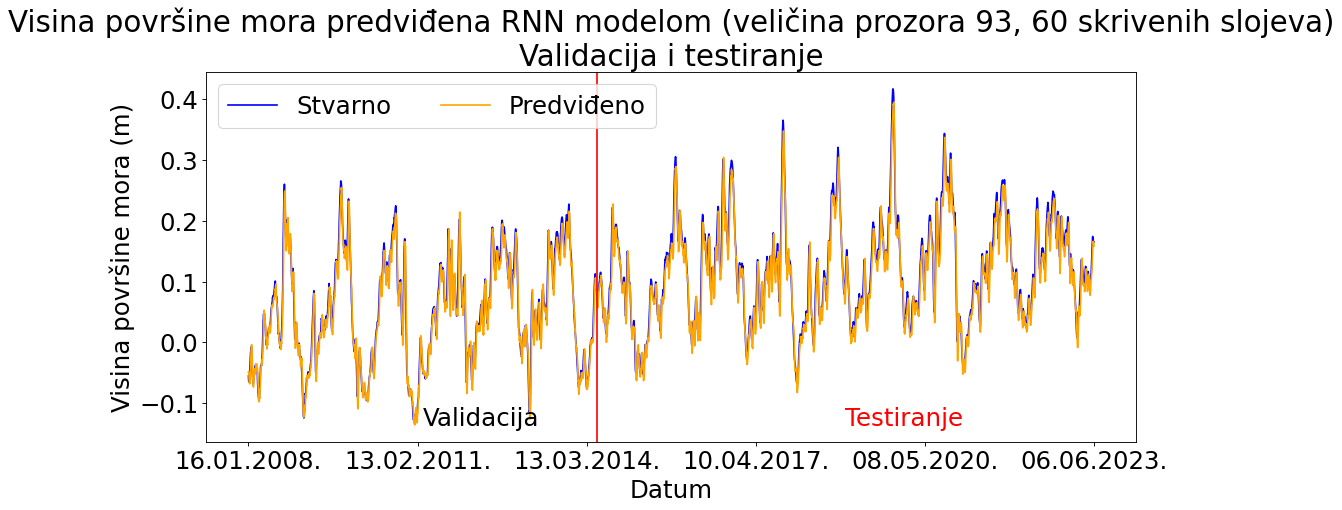 Visina površine mora predviđena RNN modelom (veličina prozora 93, 60 skrivenih slojeva)
Validacija i testiranje
Stvarno
Predviđeno
Visina površine mora (m)
0.4
0.3
0.2
0.1
0.0
−0.1
Validacija
Testiranje
16.01.2008.
13.02.2011.
13.03.2014.
10.04.2017.
08.05.2020.
06.06.2023.
Datum